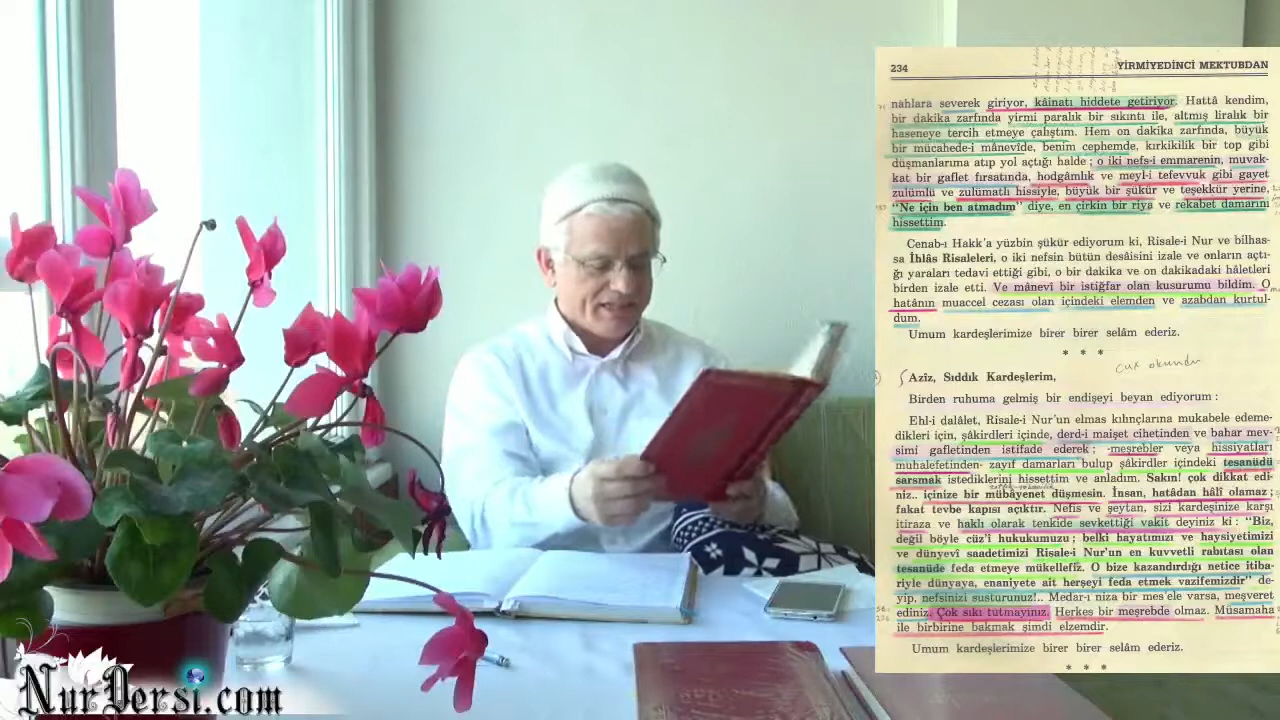 234 YİRMİYEDİNCİ MEKTUBDAN
nahlara severek giriyor, kâinatı hiddete getiriyor. Hattâ kendim,
bir dakika zarfında yirmi paralık bir sıkıntı ile, altmış liralık bir
haseneye tercih etmeye çalıştım. Hem on dakika zarfında, büyük
bir mücahede-i mânevîde, benim cephemde, kırkikilik bir top gibi
düşmanlarıma atıp yol açtığı halde; o iki nefs-i emmarenin, muvak-
kat bir gaflet fırsatında, hodgâmlık ve meyl-i tefevvuk gibi gayet
zulümlü ve zulumatlı hissiyle, büyük bir şükür ve teşekkür yerine,
"Ne için ben atmadım" diye, en çirkin bir riya ve rekabet damarını
hissettim.
Cenab-ı Hakk'a yüzbin şükür ediyorum ki, Risale-i Nur ve bilhas-
sa İhlâs Risaleleri, o iki nefsin bütün desâisini izale ve onların açtı-
ğı yaraları tedavi ettiği gibi, o bir dakika ve on dakikadaki hâletleri
birden izale etti. Ve mânevî bir istiğfar olan kusurumu bildim. O
hatânın muaccel cezası olan içindeki elemden ve azabdan kurtul-
dum.
Umum kardeşlerimize birer birer selâm ederiz.
* * *
çux okundu
Azîz, Sıddık Kardeşlerim,
Birden ruhuma gelmiş bir endişeyi beyan ediyorum :
Ehl-i dalâlet, Risale-i Nur'un elmas kılınçlarına mukabele edeme-
dikleri için, şâkirdleri içinde, derd-i maişet cihetinden ve bahar mev-
simi gafletinden istifade ederek ; -meşrebler veya hissiyatları
muhalefetinden- zayıf damarları bulup şâkirdler içindeki tesanüdü
sarsmak istediklerini hissettim ve anladım. Sakın! çok dikkat edi-
niz.. içinize bir mübâyenet düşmesin. İnsan, hatâdan hâlî olamaz ;
fakat tevbe kapısı açıktır. Nefis ve şeytan, sizi kardeşinize karşı
itiraza ve haklı olarak tenkide sevkettiği vakit deyiniz ki : "Biz,
değil böyle cüz'î hukukumuzu ; belki hayatımızı ve haysiyetimizi
ve dünyevî saadetimizi Risale-i Nur'un en kuvvetli rabıtası olan
tesanüde feda etmeye mükellefiz. O bize kazandırdığı netice itiba-
riyle dünyaya, enaniyete ait herşeyi feda etmek vazifemizdir" de-
yip, nefsinizi susturunuz!.. Medar-ı niza bir mes'ele varsa, meşveret
ediniz. Çok sıkı tutmayınız. Herkes bir meşrebde olmaz. Müsamaha
ile birbirine bakmak şimdi elzemdir.
Umum kardeşlerimize birer birer selâm ederiz.
* * *
NurDersi.com